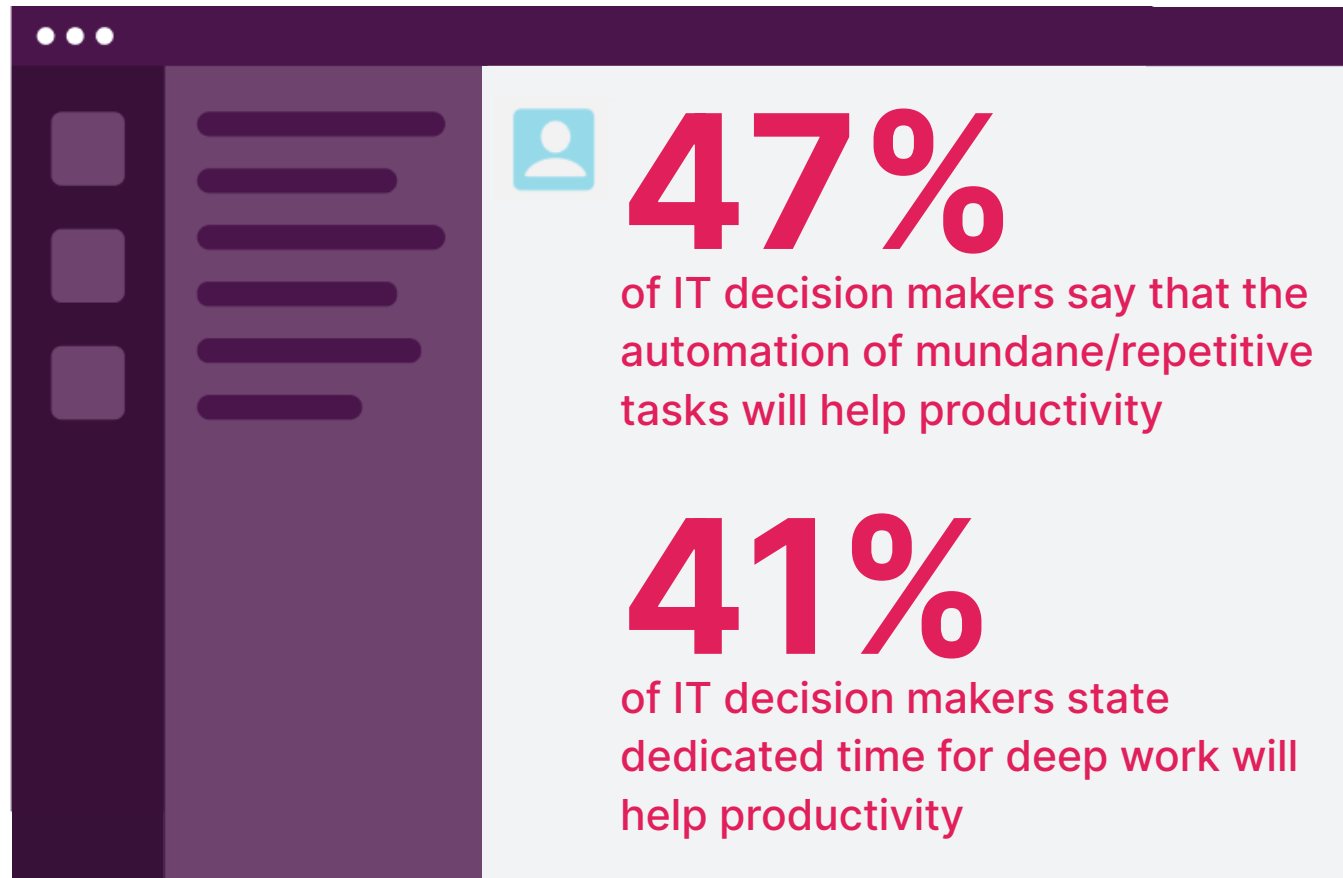 47%
of IT decision makers say that the
automation of mundane/repetitive
tasks will help productivity
41%
of IT decision makers state
dedicated time for deep work will
help productivity